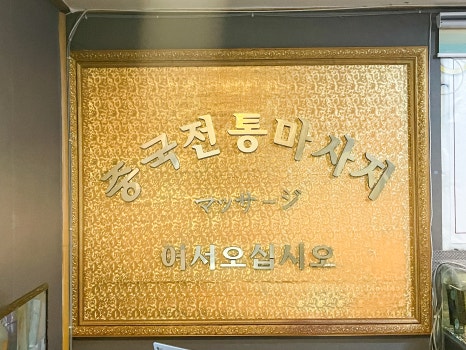 중국전통마사지
マッサージ
어서오십시오